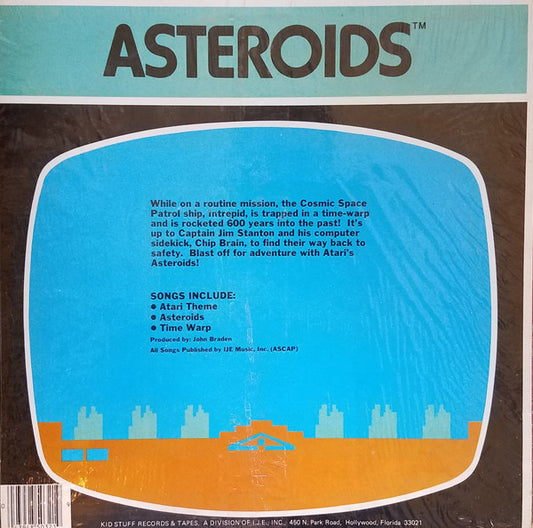 ASTEROIDS™
While on a routine mission, the Cosmic Space
Patrol ship, intrepid, is trapped in a time-warp
and is rocketed 600 years into the past! It's
up to Captain Jim Stanton and his computer
sidekick, Chip Brain, to find their way back to
safety. Blast off for adventure with Atari's
Asteroids!
SONGS INCLUDE:
● Atari Theme
● Asteroids
● Time Warp
Produced by: John Braden
All Songs Published by IJE Music, Inc. (ASCAP)
KID STUFF RECORDS & TAPES, A DIVISION OF I.J.E., INC., 450 N. Park Road, Hollywood, Florida 33021